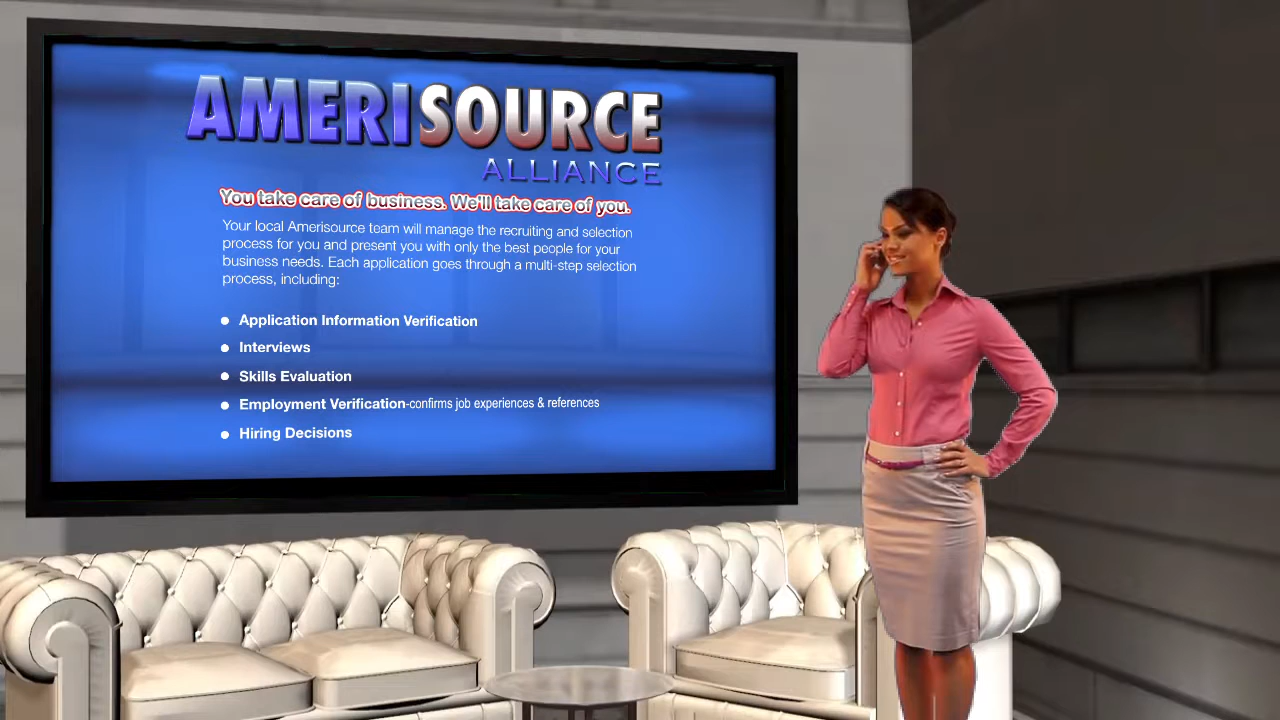 AMERISOURCE
ALLIANCE
You take care of business. We'll take care of you.
Your local Amerisource team will manage the recruiting and selection
process for you and present you with only the best people for your
business needs. Each application goes through a multi-step selection
process, including:
● Application Information Verification
● Interviews
● Skills Evaluation
● Employment Verification-confirms job experiences & references
● Hiring Decisions